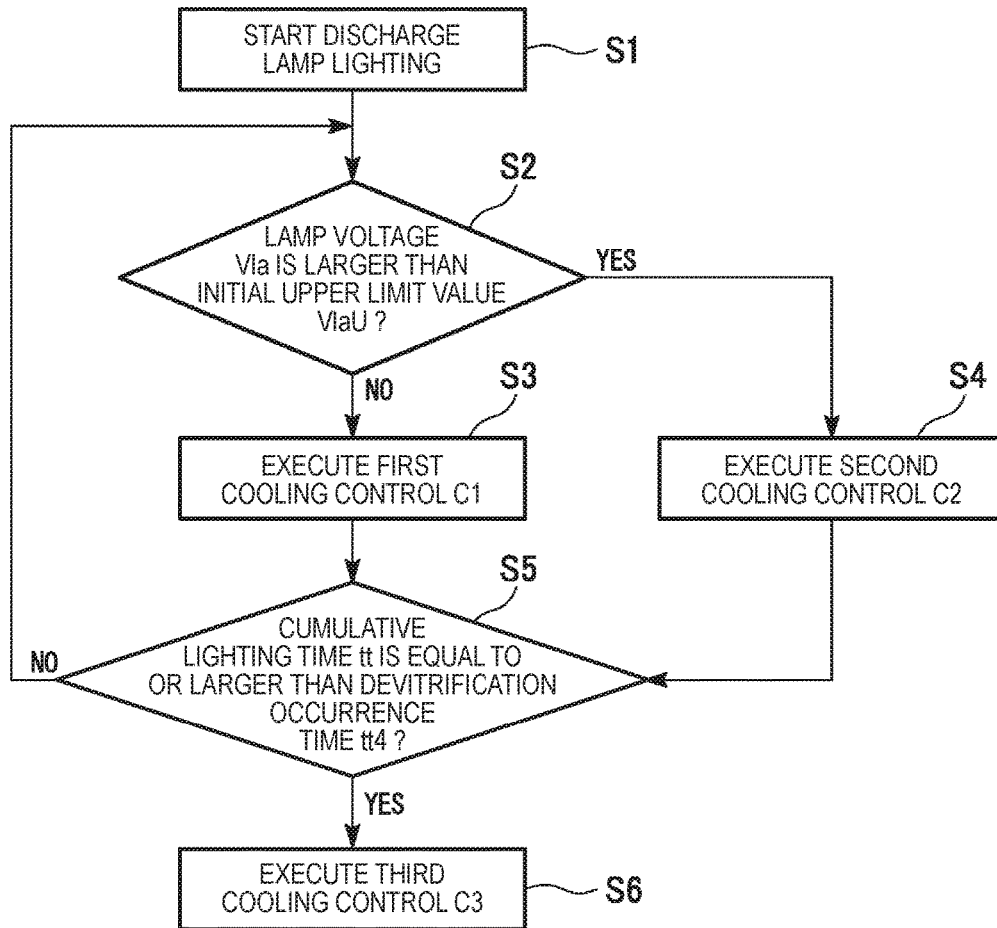 START DISCHARGE
LAMP LIGHTING
S1
S2
LAMP VOLTAGE
Vla IS LARGER THAN
INITIAL UPPER LIMIT VALUE
VlaU ?
YES
NO
S3
S4
EXECUTE FIRST
COOLING CONTROL C1
EXECUTE SECOND
COOLING CONTROL C2
S5
CUMULATIVE
LIGHTING TIME tt IS EQUAL TO
OR LARGER THAN DEVITRIFICATION
OCCURRENCE
TIME tt4 ?
NO
YES
EXECUTE THIRD
COOLING CONTROL C3
S6